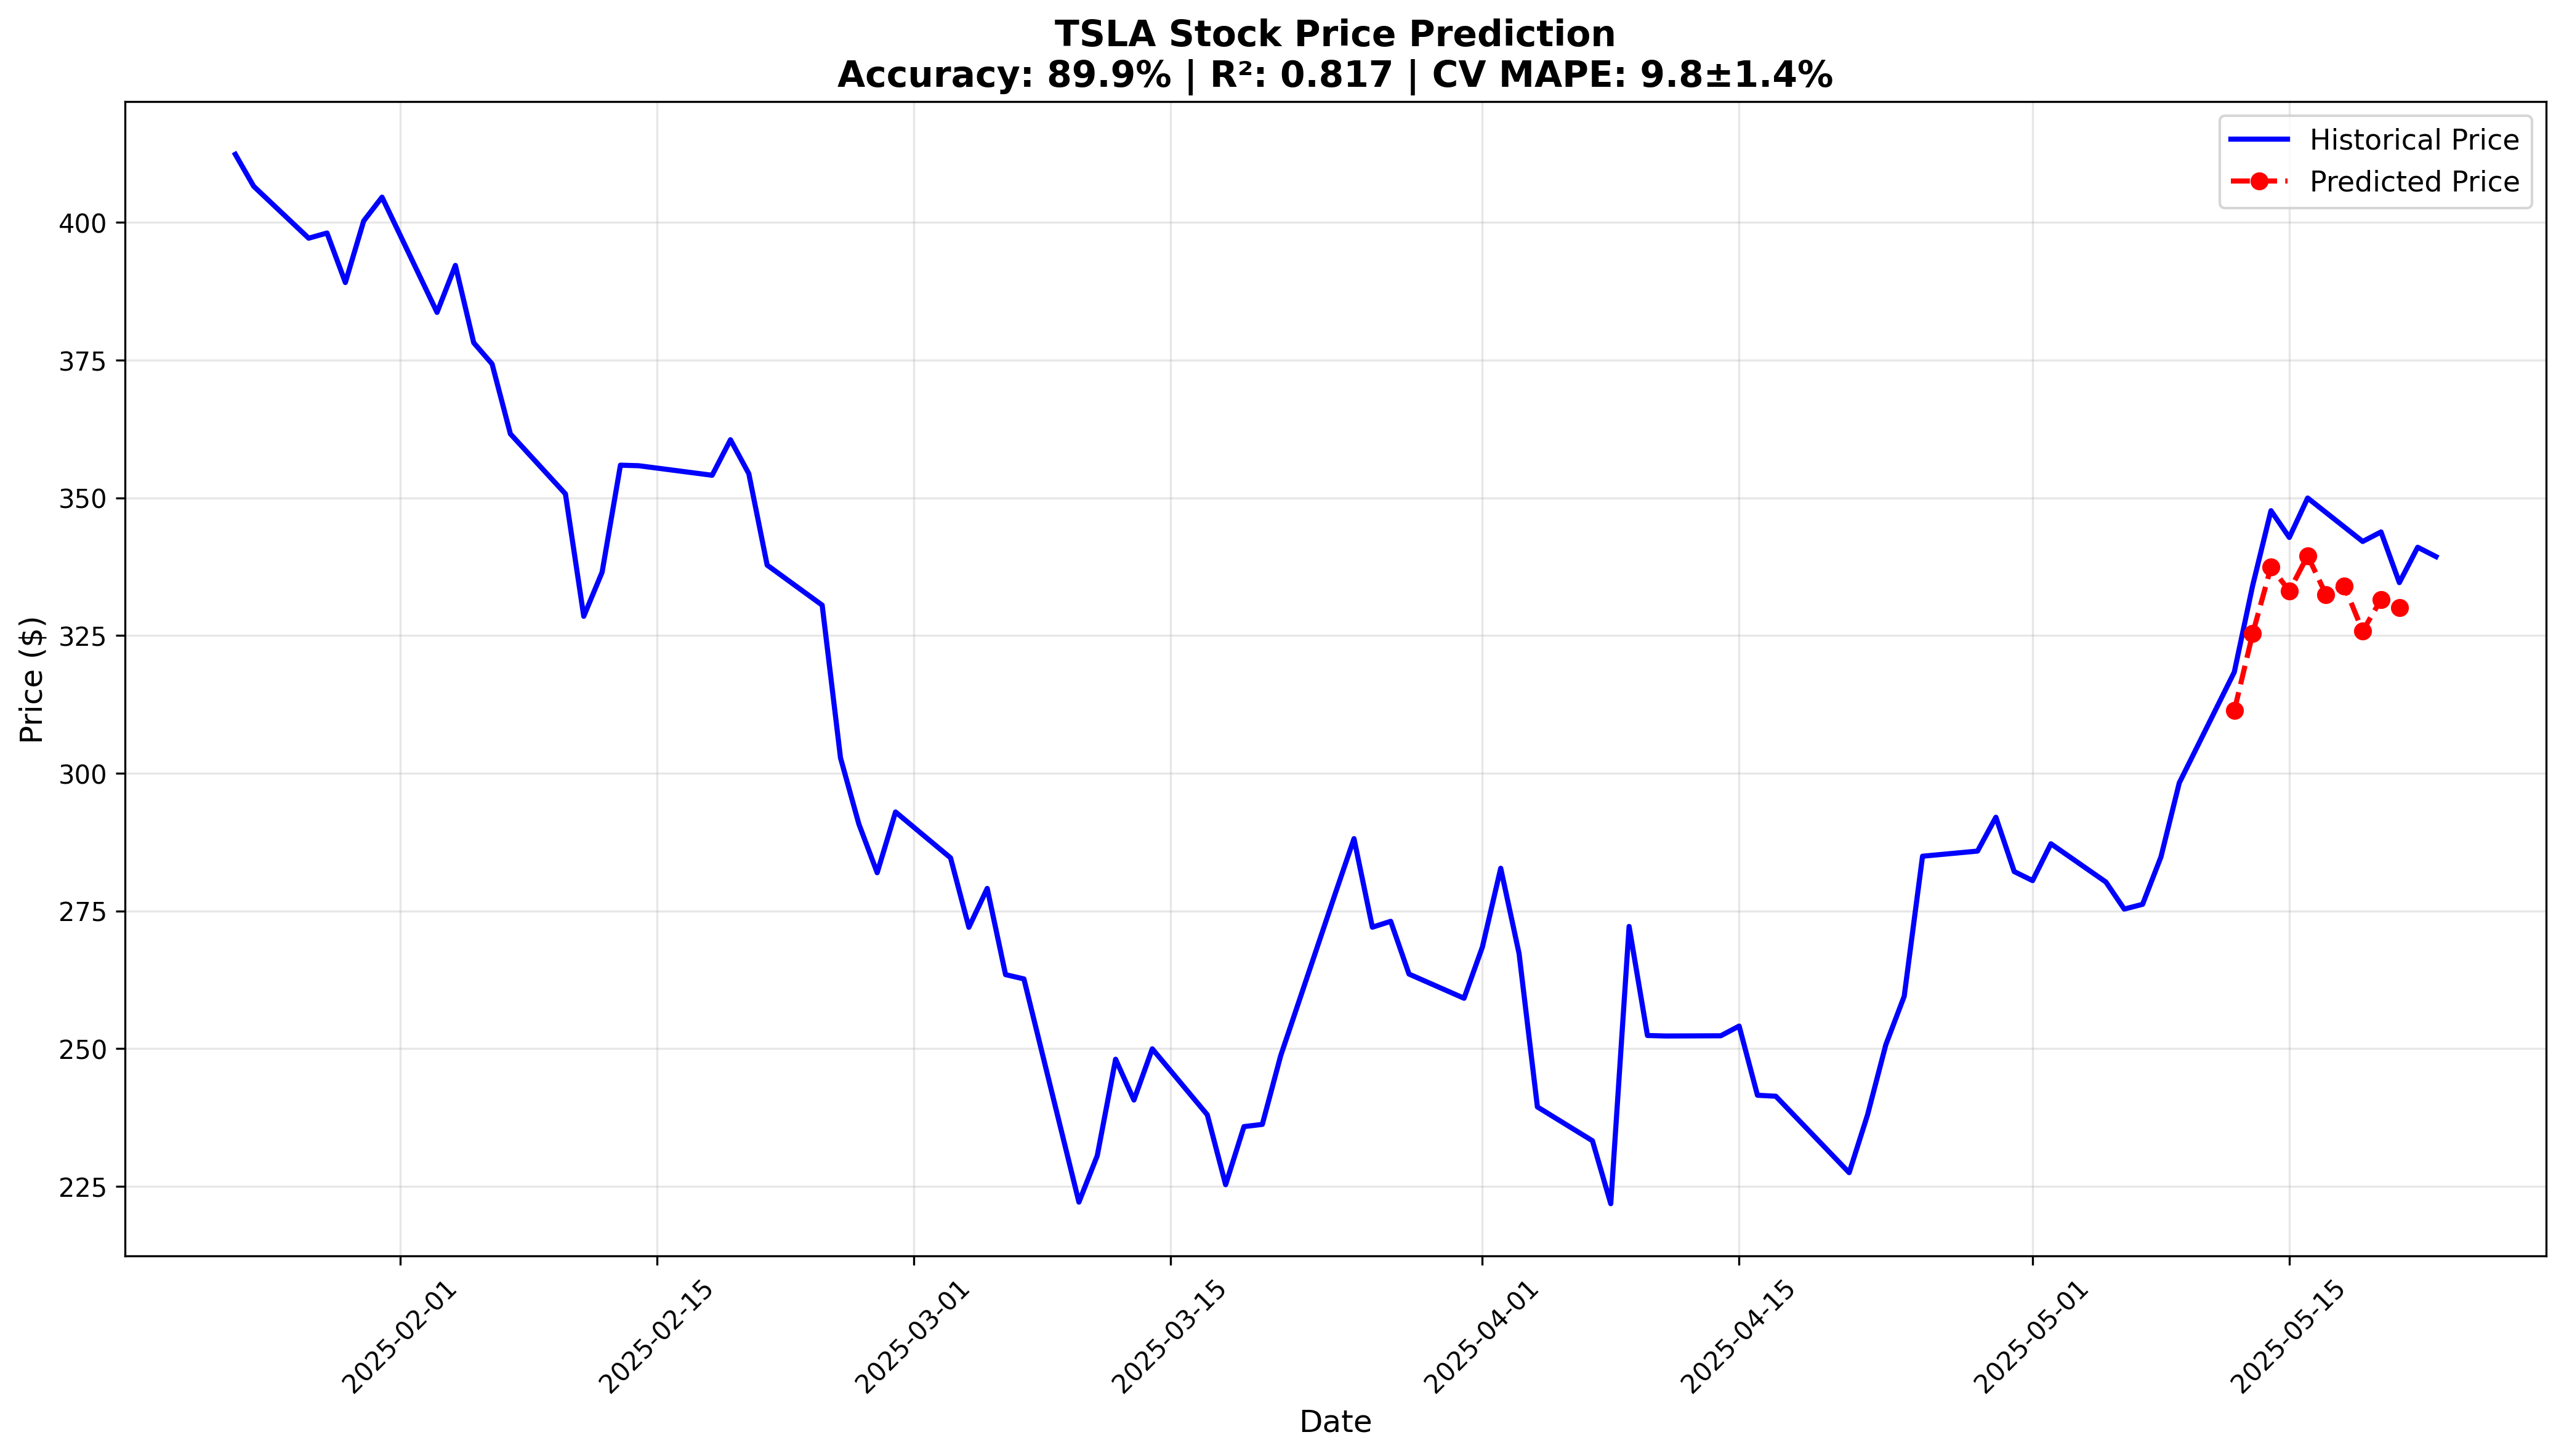 TSLA Stock Price Prediction
Accuracy: 89.9% | R²: 0.817 | CV MAPE: 9.8±1.4%
Historical Price
Predicted Price
Price ($)
400
375
350
325
300
275
250
225
2025-02-01
2025-02-15
2025-03-01
2025-03-15
2025-04-01
2025-04-15
2025-05-01
2025-05-15
Date